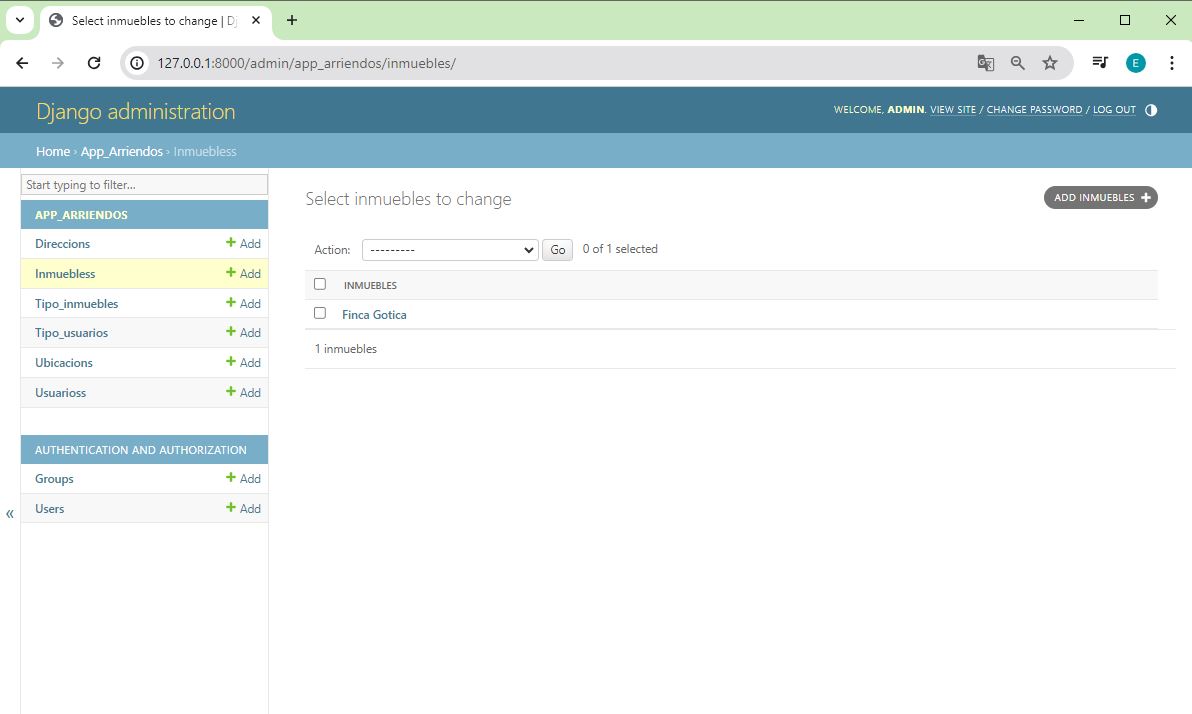 Select inmuebles to change | Dj
127.0.0.1:8000/admin/app_arriendos/inmuebles/
E
Django administration
WELCOME, ADMIN. VIEW SITE / CHANGE PASSWORD / LOG OUT
Home › App_Arriendos › Inmuebless
Start typing to filter...
APP_ARRIENDOS
Direccions + Add
Inmuebless + Add
Tipo_inmuebles + Add
Tipo_usuarios + Add
Ubicacions + Add
Usuarioss + Add
AUTHENTICATION AND AUTHORIZATION
Groups + Add
Users + Add
«
Select inmuebles to change
ADD INMUEBLES +
Action: --------- Go 0 of 1 selected
INMUEBLES
Finca Gotica
1 inmuebles